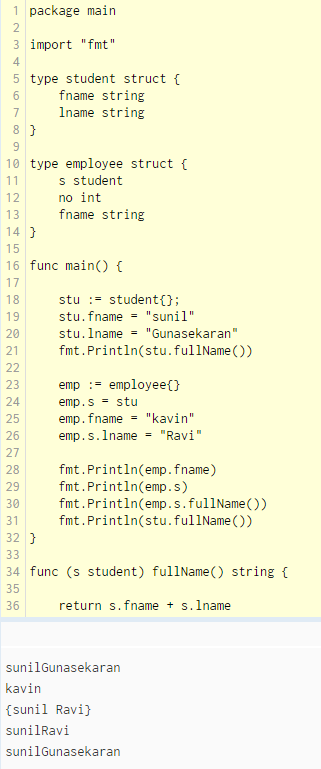 1 package main
2
3 import "fmt"
4
5 type student struct {
6     fname string
7     lname string
8 }
9
10 type employee struct {
11     s student
12     no int
13     fname string
14 }
15
16 func main() {
17
18     stu := student{};
19     stu.fname = "sunil"
20     stu.lname = "Gunasekaran"
21     fmt.Println(stu.fullName())
22
23     emp := employee{}
24     emp.s = stu
25     emp.fname = "kavin"
26     emp.s.lname = "Ravi"
27
28     fmt.Println(emp.fname)
29     fmt.Println(emp.s)
30     fmt.Println(emp.s.fullName())
31     fmt.Println(stu.fullName())
32 }
33
34 func (s student) fullName() string {
35
36     return s.fname + s.lname
sunilGunasekaran
kavin
{sunil Ravi}
sunilRavi
sunilGunasekaran